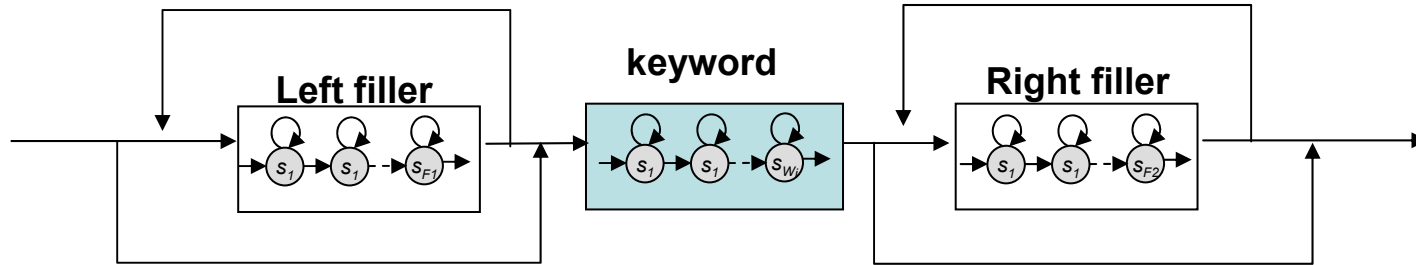 Left filler
keyword
Right filler
s1 s1 sF1
s1 s1 sWi
s1 s1 sF2